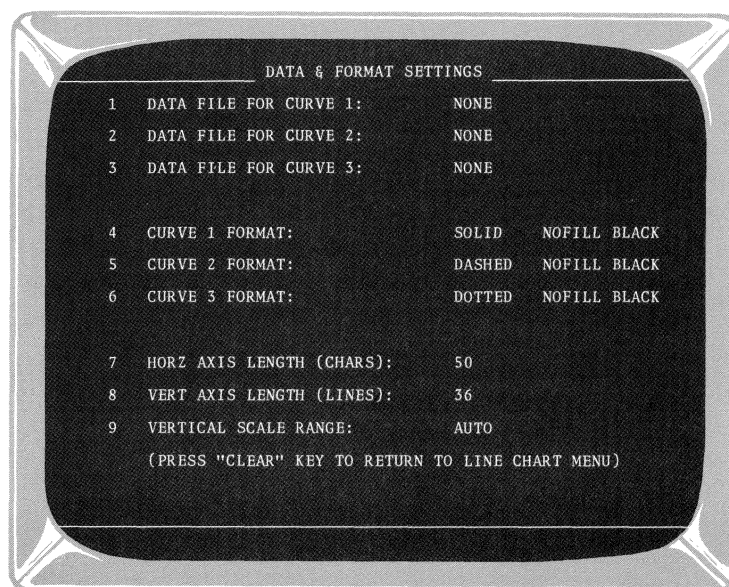 DATA & FORMAT SETTINGS
1 DATA FILE FOR CURVE 1: NONE
2 DATA FILE FOR CURVE 2: NONE
3 DATA FILE FOR CURVE 3: NONE
4 CURVE 1 FORMAT: SOLID NOFILL BLACK
5 CURVE 2 FORMAT: DASHED NOFILL BLACK
6 CURVE 3 FORMAT: DOTTED NOFILL BLACK
7 HORZ AXIS LENGTH (CHARS): 50
8 VERT AXIS LENGTH (LINES): 36
9 VERTICAL SCALE RANGE: AUTO
(PRESS "CLEAR" KEY TO RETURN TO LINE CHART MENU)